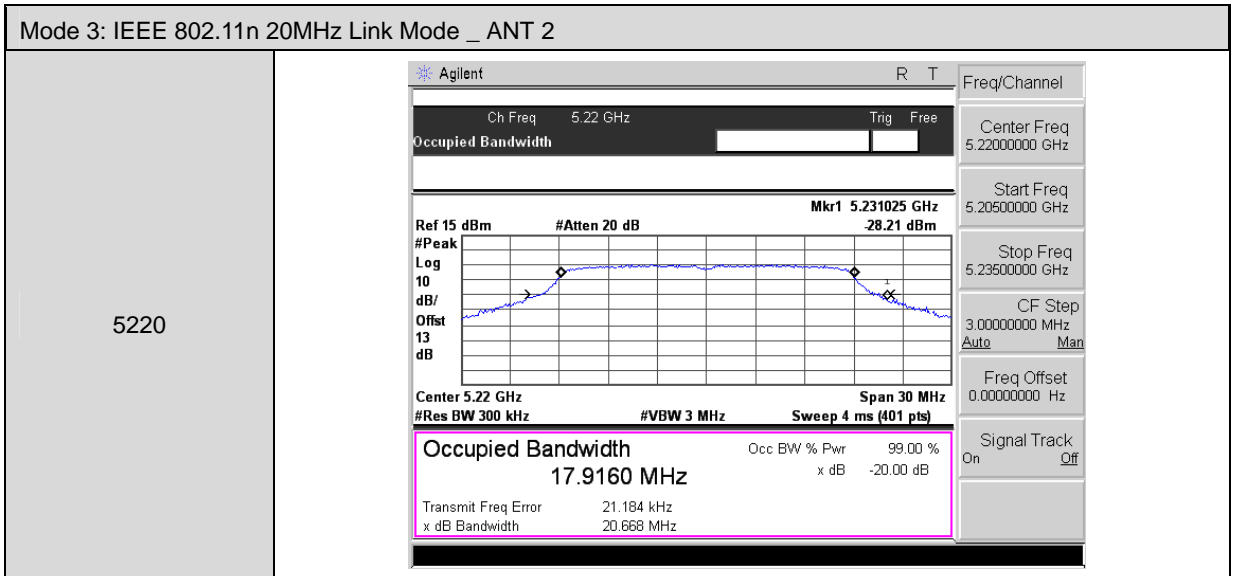 Mode 3: IEEE 802.11n 20MHz Link Mode _ ANT 2
5220
Agilent R T
Ch Freq 5.22 GHz Trig Free
Occupied Bandwidth
Mkr1 5.231025 GHz
Ref 15 dBm #Atten 20 dB -28.21 dBm
#Peak
Log
10
dB/
Offst
13
dB
1
Center 5.22 GHz Span 30 MHz
#Res BW 300 kHz #VBW 3 MHz Sweep 4 ms (401 pts)
Occupied Bandwidth Occ BW % Pwr 99.00 %
17.9160 MHz x dB -20.00 dB
Transmit Freq Error 21.184 kHz
x dB Bandwidth 20.668 MHz
Freq/Channel
Center Freq
5.22000000 GHz
Start Freq
5.20500000 GHz
Stop Freq
5.23500000 GHz
CF Step
3.00000000 MHz
Auto Man
Freq Offset
0.00000000 Hz
Signal Track
On Off